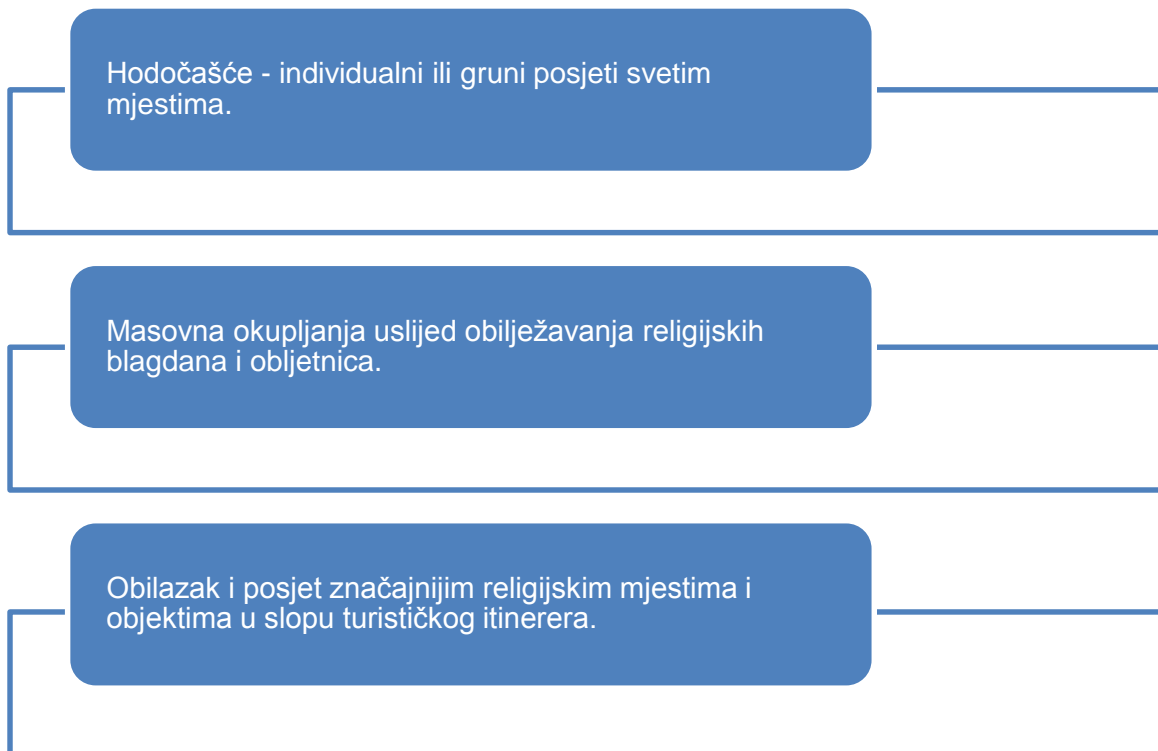 Hodočašće - individualni ili gruni posjeti svetim
mjestima.
Masovna okupljanja uslijed obilježavanja religijskih
blagdana i obljetnica.
Obilazak i posjet značajnijim religijskim mjestima i
objektima u slopu turističkog itinerera.